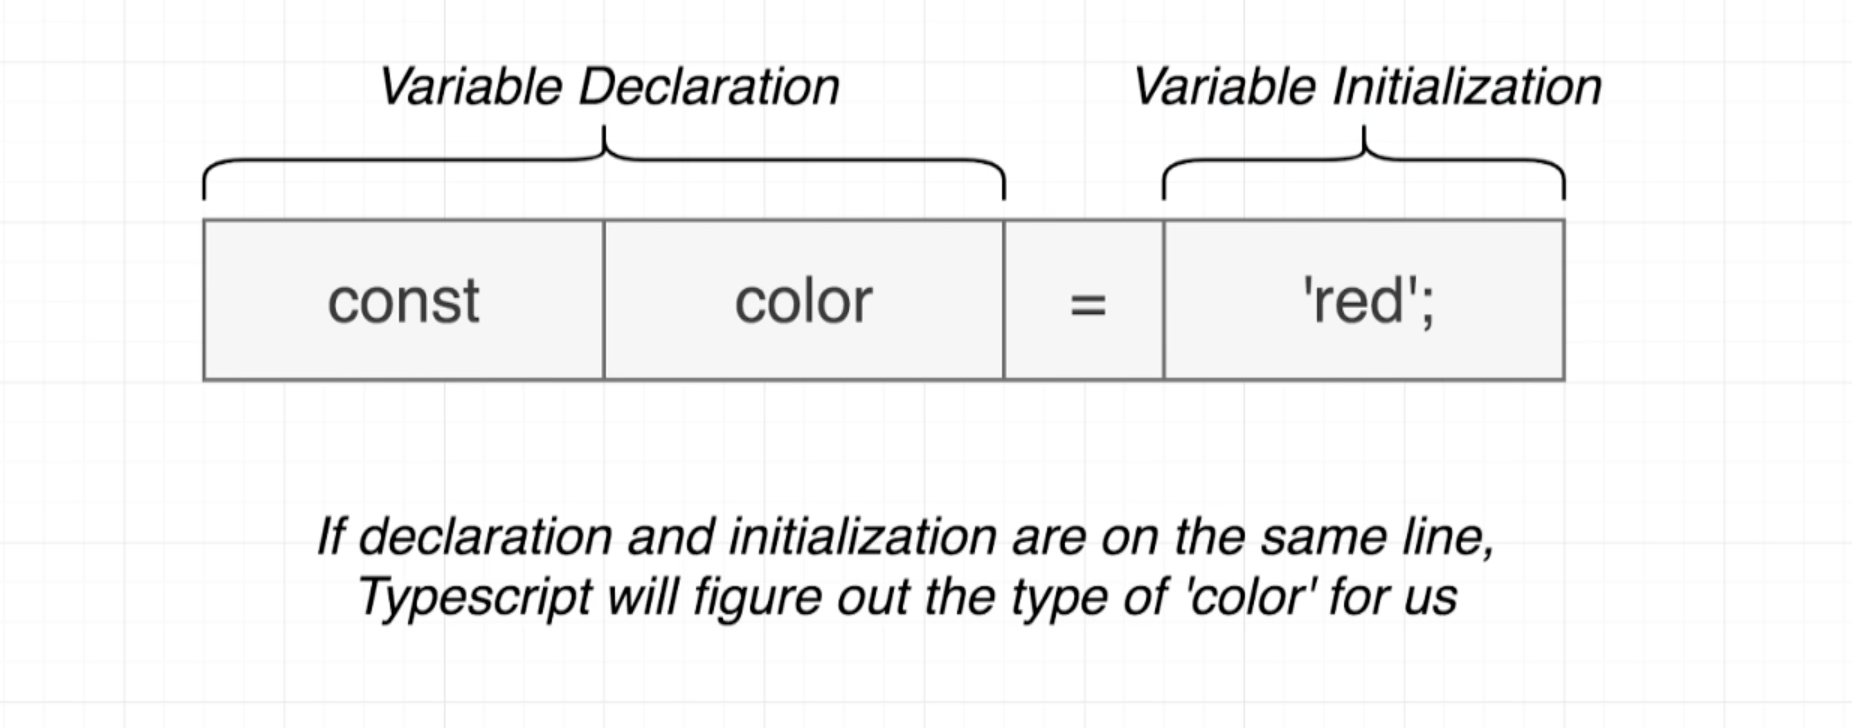 Variable Declaration
Variable Initialization
const color = 'red';
If declaration and initialization are on the same line,
Typescript will figure out the type of 'color' for us